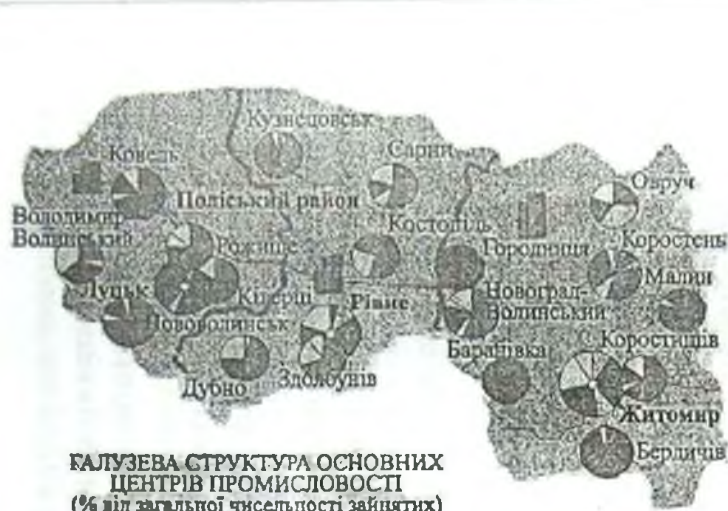 Кузнецовськ
Ковель
Сарни
Овруч
Поліський район
Володимир
Волинський
Рожище
Костопіль
Городниця
Коростень
Малин
Луцьк
Ківерці
Рівне
Новоград-
Волинський
Нововолинськ
Баранівка
Коростишів
Дубно
Здолбунів
Житомир
Бердичів
ГАЛУЗЕВА СТРУКТУРА ОСНОВНИХ
ЦЕНТРІВ ПРОМИСЛОВОСТІ
(% від загальної чисельності зайнятих)